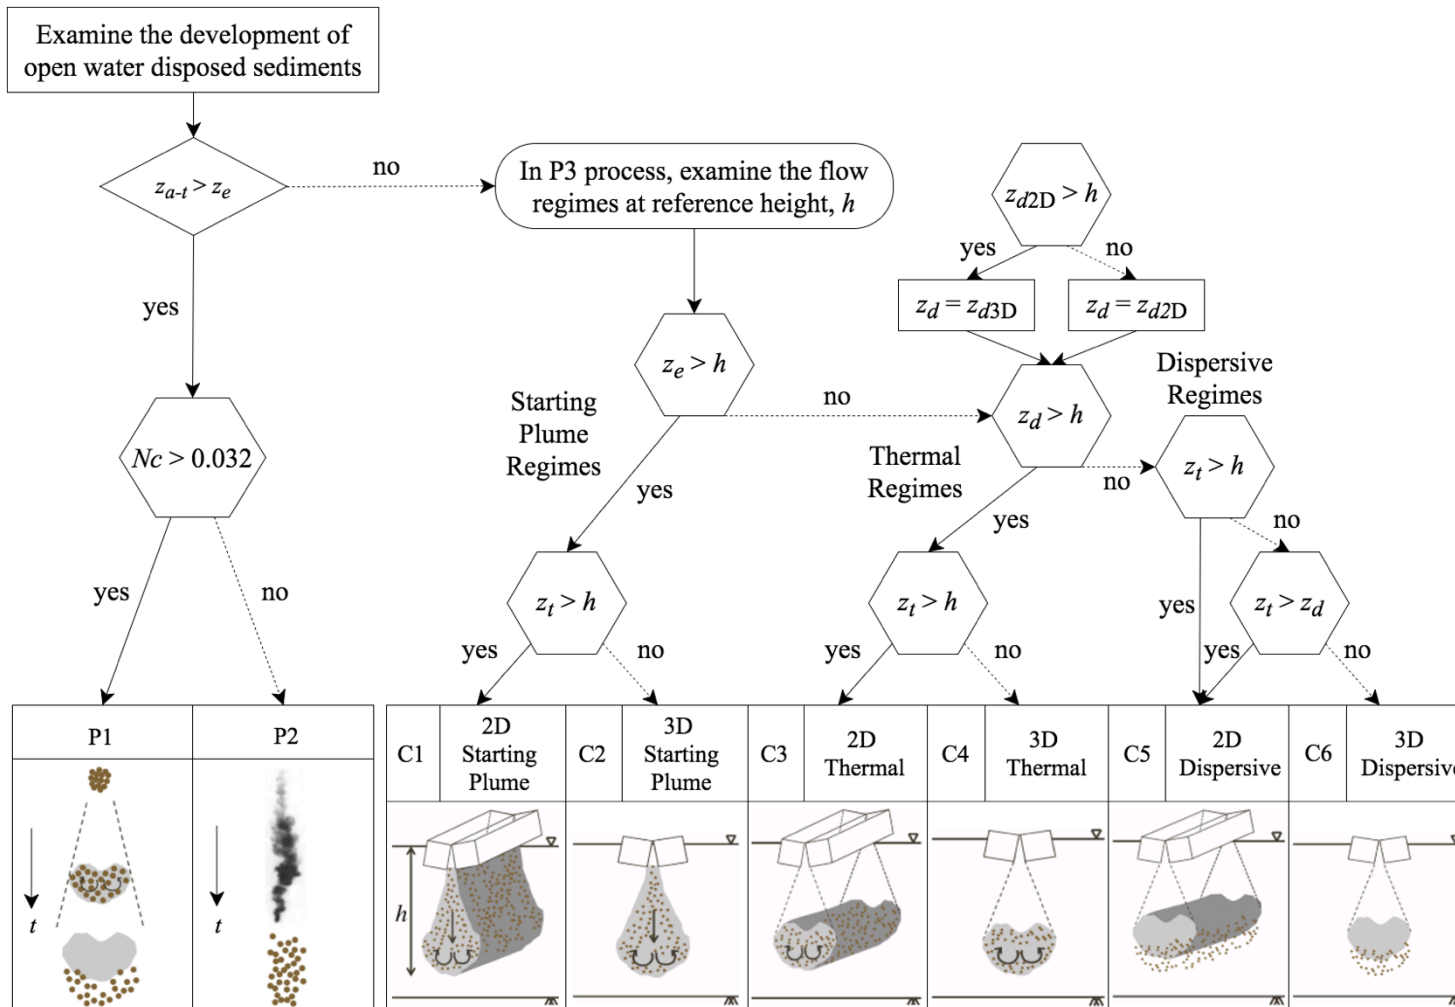 Examine the development of
open water disposed sediments
z_{a-t} > z_e
no
In P3 process, examine the flow
regimes at reference height, h
z_{d2D} > h
yes
no
yes
z_d = z_{d3D}
z_d = z_{d2D}
z_e > h
Dispersive
Regimes
Starting
Plume
Regimes
no
z_d > h
Nc > 0.032
Thermal
Regimes
no
z_t > h
yes
yes
no
yes
no
z_t > h
z_t > h
yes
z_t > z_d
yes
no
yes
no
yes
no
P1
P2
C1
2D
Starting
Plume
C2
3D
Starting
Plume
C3
2D
Thermal
C4
3D
Thermal
C5
2D
Dispersive
C6
3D
Dispersive
t
t
h